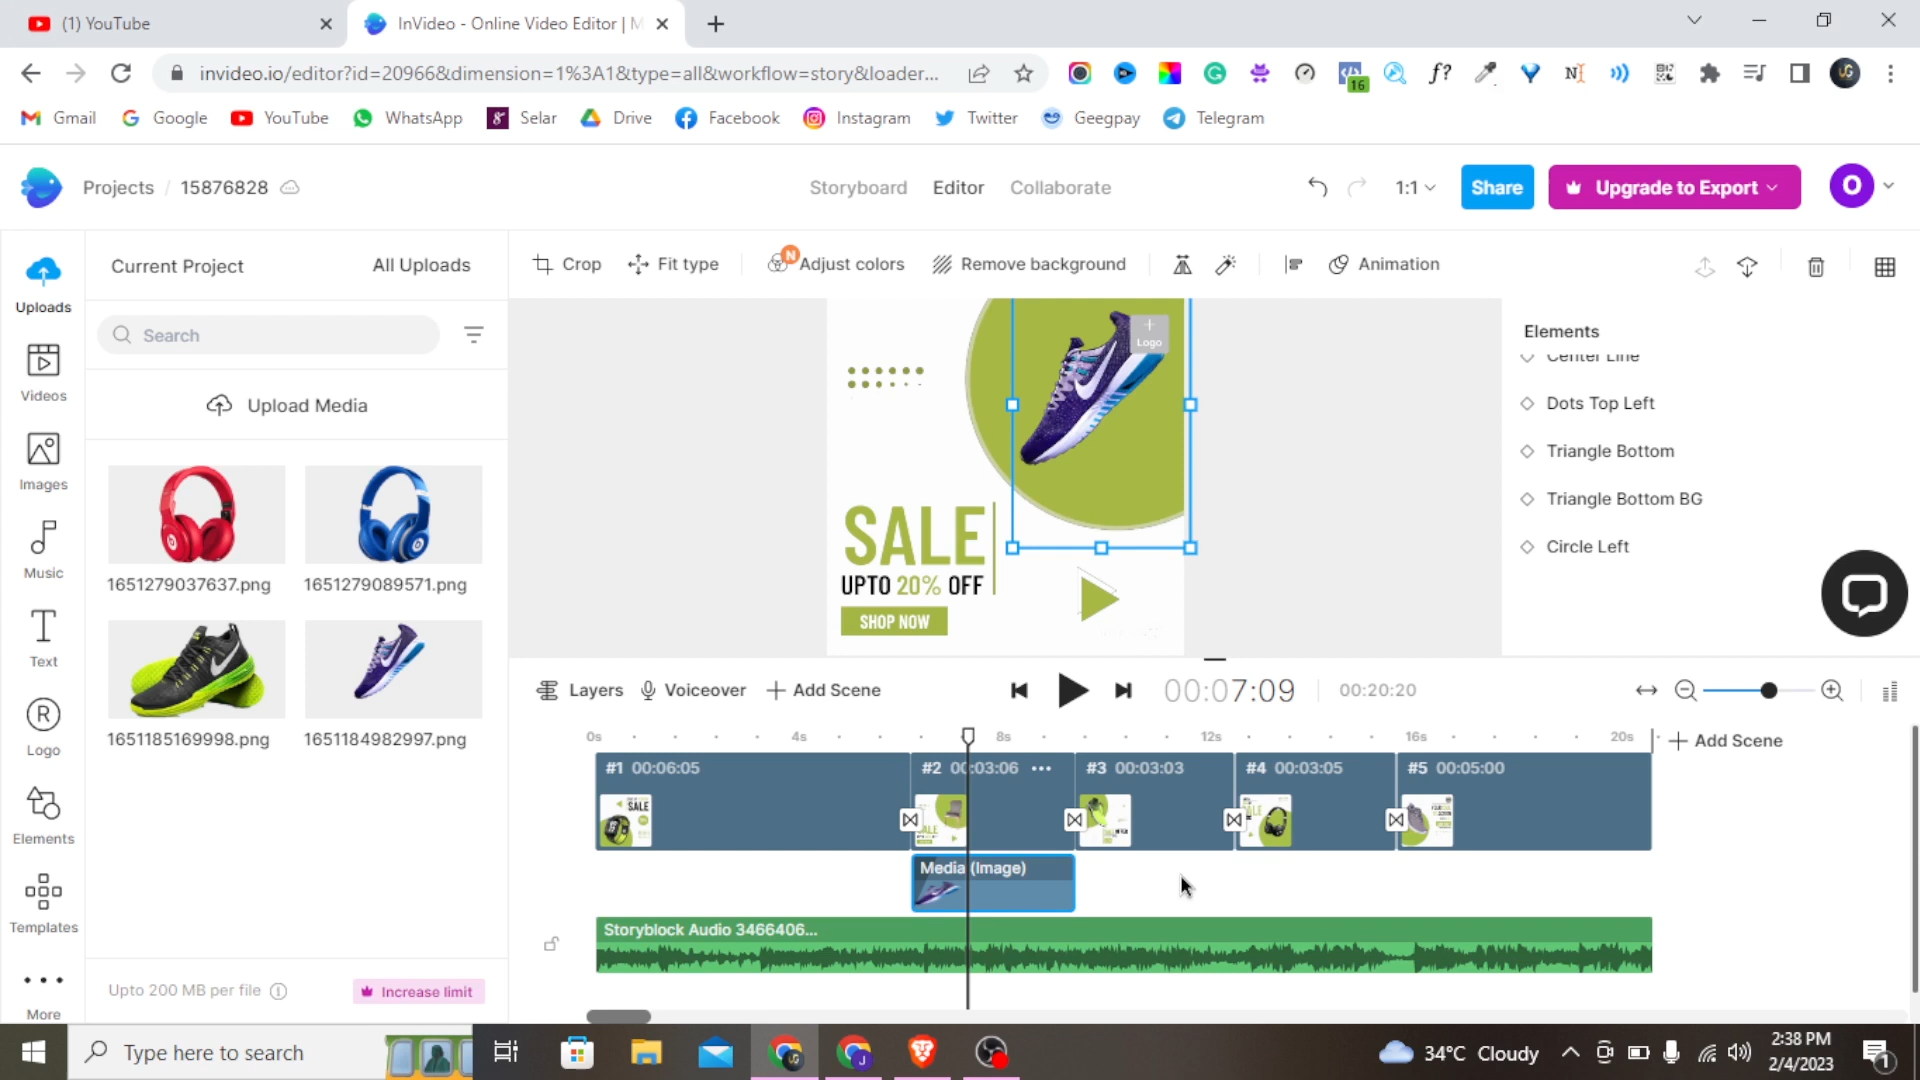 (1) YouTube
InVideo - Online Video Editor | M
invideo.io/editor?id=20966&dimension=1%3A1&type=all&workflow=story&loader...
16
f?
Gmail
Google
YouTube
WhatsApp
Selar
Drive
Facebook
Instagram
Twitter
Geegpay
Telegram
Projects / 15876828
Storyboard
Editor
Collaborate
1:1
Share
Upgrade to Export
O
Uploads
Videos
Images
Music
Text
Logo
Elements
Templates
More
Current Project
All Uploads
Search
Upload Media
1651279037637.png
1651279089571.png
1651185169998.png
1651184982997.png
Upto 200 MB per file
Increase limit
Crop
Fit type
N
Adjust colors
Remove background
Animation
Logo
SALE
UPTO 20% OFF
SHOP NOW
Elements
Center Line
Dots Top Left
Triangle Bottom
Triangle Bottom BG
Circle Left
Layers
Voiceover
Add Scene
00:07:09
00:20:20
0s
4s
8s
12s
16s
20s
Add Scene
#1 00:06:05
#2 00:03:06
#3 00:03:03
#4 00:03:05
#5 00:05:00
Media (Image)
Storyblock Audio 3466406...
Type here to search
34°C Cloudy
2:38 PM
2/4/2023
1